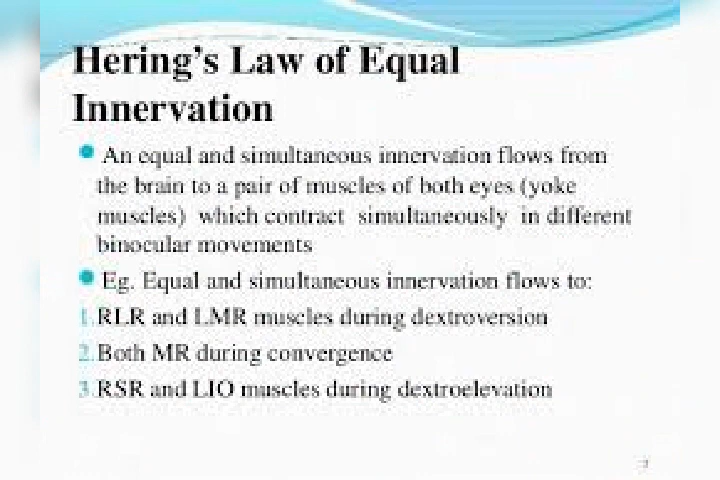 Hering's Law of Equal
Innervation
An equal and simultaneous innervation flows from
the brain to a pair of muscles of both eyes (yoke
muscles) which contract simultaneously in different
binocular movements
Eg. Equal and simultaneous innervation flows to:
1. RLR and LMR muscles during dextroversion
2. Both MR during convergence
3. RSR and LIO muscles during dextroelevation